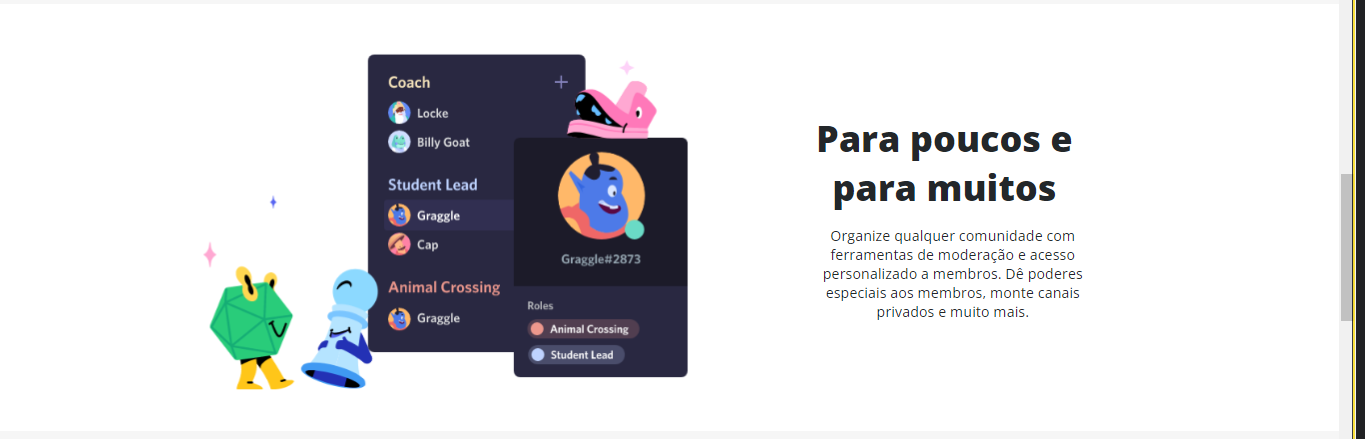 Coach
Locke
Billy Goat
Student Lead
Graggle
Cap
Animal Crossing
Graggle
Graggle#2873
Roles
Animal Crossing
Student Lead
Para poucos e
para muitos
Organize qualquer comunidade com
ferramentas de moderação e acesso
personalizado a membros. Dê poderes
especiais aos membros, monte canais
privados e muito mais.